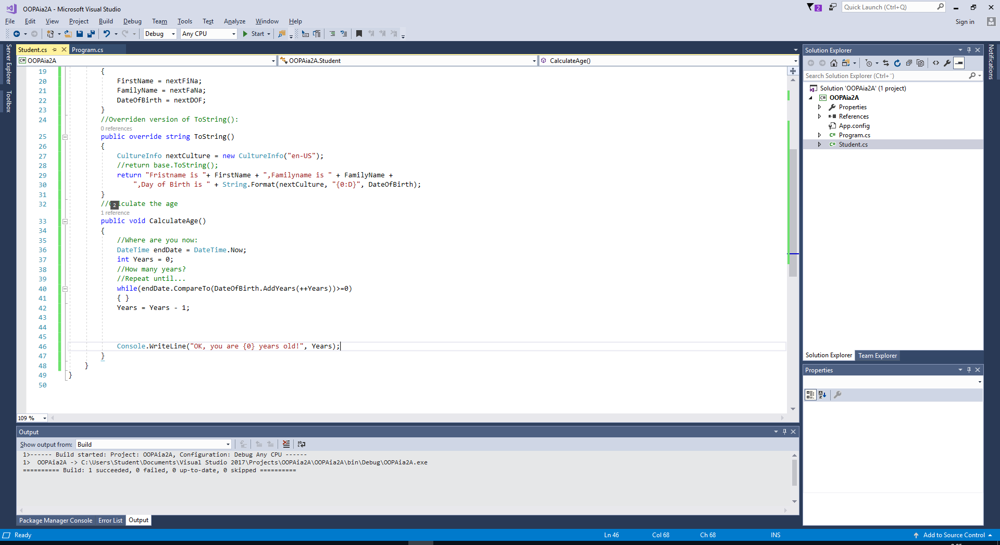 OOPAia2A - Microsoft Visual Studio
2
Quick Launch (Ctrl+Q)
File Edit View Project Build Debug Team Tools Test Analyze Window Help
Sign in
Debug Any CPU Start
Server Explorer
Toolbox
Notifications
Student.cs Program.cs
OOPAia2A OOPAia2A.Student CalculateAge()
19 {
20 FirstName = nextFiNa;
21 FamilyName = nextFaNa;
22 DateOfBirth = nextDOF;
23 }
24 //Overriden version of ToString():
0 references
25 public override string ToString()
26 {
27 CultureInfo nextCulture = new CultureInfo("en-US");
28 //return base.ToString();
29 return "Fristname is "+ FirstName + ",Familyname is " + FamilyName +
30 ",Day of Birth is " + String.Format(nextCulture, "{0:D}", DateOfBirth);
31 }
32 //C lculate the age
2
1 reference
33 public void CalculateAge()
34 {
35 //Where are you now:
36 DateTime endDate = DateTime.Now;
37 int Years = 0;
38 //How many years?
39 //Repeat until...
40 while(endDate.CompareTo(DateOfBirth.AddYears(++Years))>=0)
41 { }
42 Years = Years - 1;
43
44
45
46 Console.WriteLine("OK, you are {0} years old!", Years);
47 }
48 }
49 }
50
109 %
Solution Explorer
Search Solution Explorer (Ctrl+¨)
Solution 'OOPAia2A' (1 project)
OOPAia2A
Properties
References
App.config
Program.cs
Student.cs
Solution Explorer Team Explorer
Properties
Output
Show output from: Build
1>------ Build started: Project: OOPAia2A, Configuration: Debug Any CPU ------
1> OOPAia2A -> C:\Users\Student\Documents\Visual Studio 2017\Projects\OOPAia2A\OOPAia2A\bin\Debug\OOPAia2A.exe
========== Build: 1 succeeded, 0 failed, 0 up-to-date, 0 skipped ==========
Package Manager Console Error List Output
Ready Ln 46 Col 68 Ch 68 INS Add to Source Control